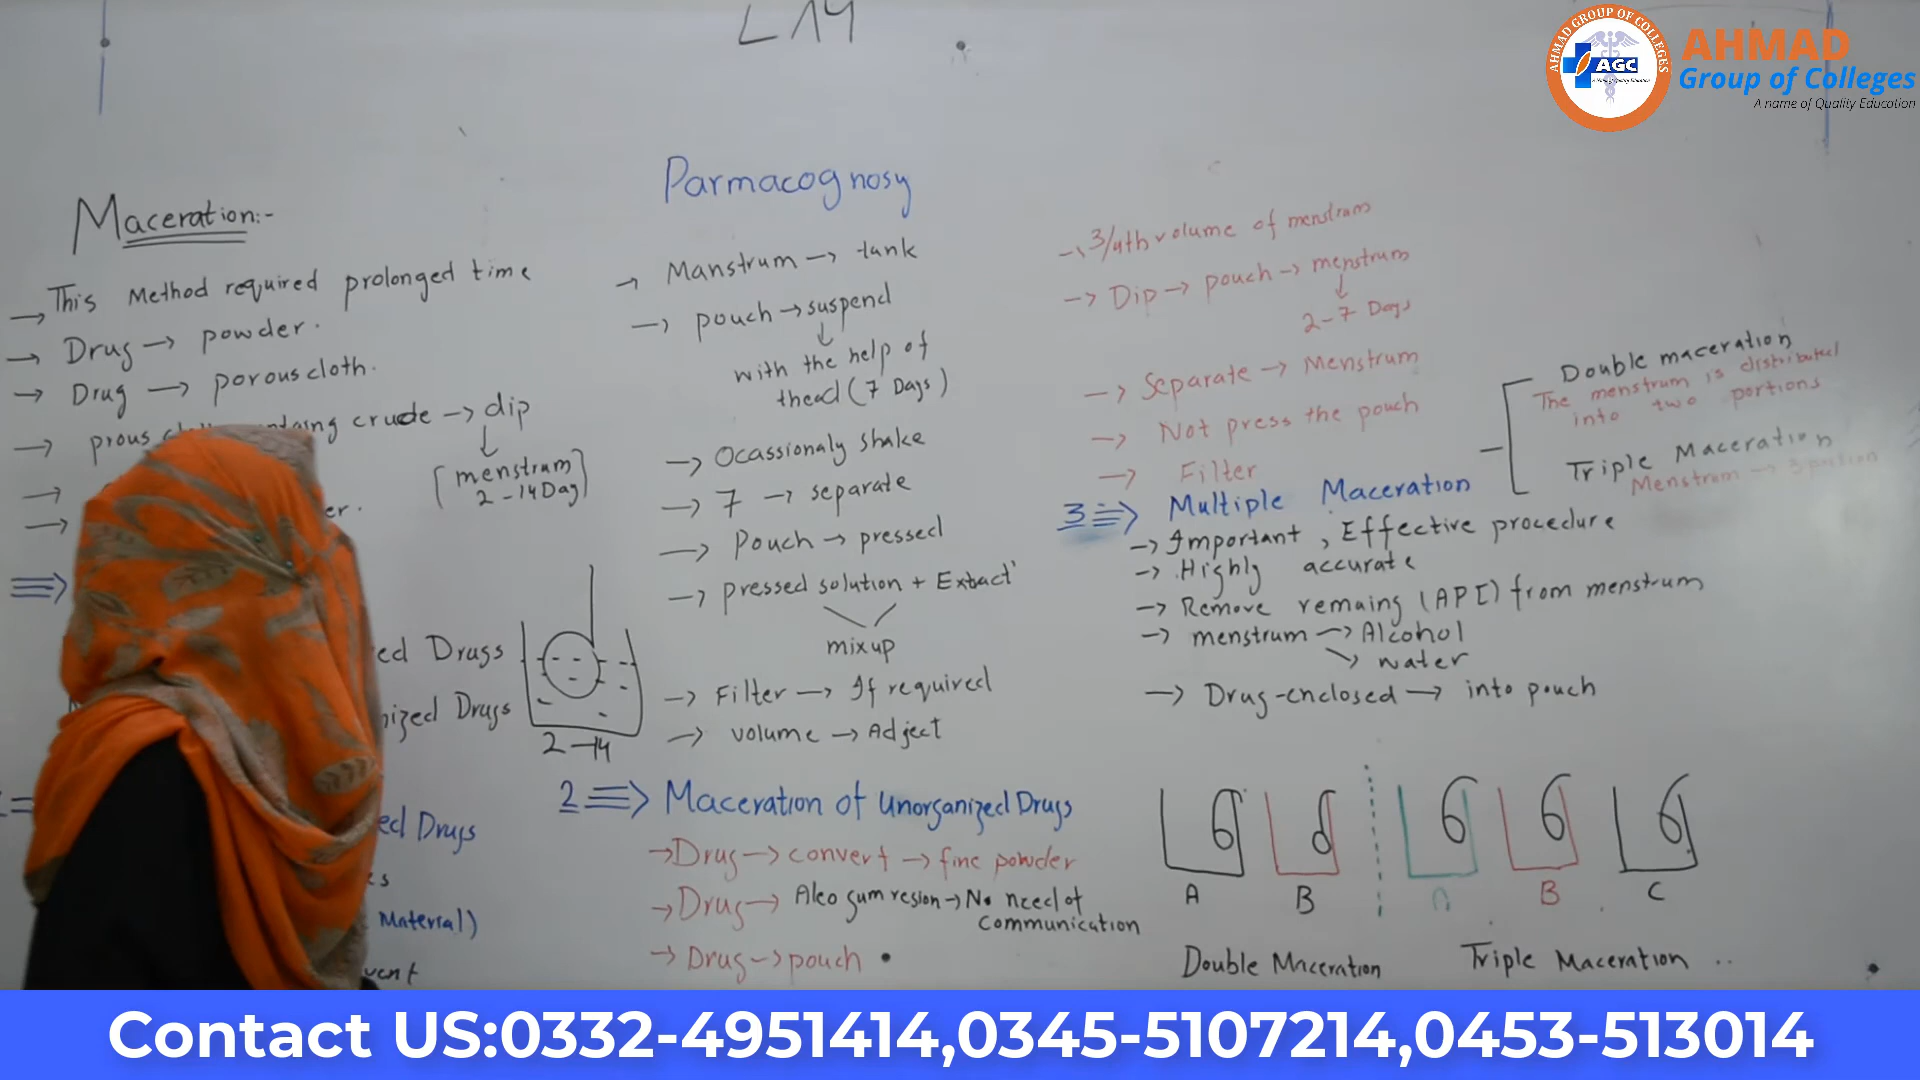 L 14
AHMAD GROUP OF COLLEGES
AGC
AHMAD
Group of Colleges
A name of Quality Education
Parmacognosy
Maceration:-
→ This Method required prolonged time
→ Drug → powder.
→ Drug → porous cloth.
→ prous crude → dip
[menstrum
2-14 Day]
er.
ed Drugs
nized Drugs
2-14
ed Drugs
es
Material)
vent
→ Manstrum → tank
→ pouch → suspend
with the help of
thead (7 Days)
→ Ocassionaly shake
→ 7 → separate
→ Pouch → pressed
→ pressed solution + Extract
mixup
→ Filter → If required
→ volume → Adject
2 ⇒ Maceration of Unorganized Drugs
→ Drug → convert → fine powder
→ Drug → Aleo gum resion → No need of
communication
→ Drug → pouch
→ 3/4th volume of menstrum
→ Dip → pouch → menstrum
2-7 Days
→ Separate → Menstrum
→ Not press the pouch
→ Filter
3 ⇒ Multiple Maceration
Double maceration
The menstrum is distributed
into two portions
Triple Maceration
Menstrum → 3
→ Important, Effective procedure
→ Highly accurate
→ Remove remaing (API) from menstrum
→ menstrum → Alcohol
→ water
→ Drug-enclosed → into pouch
A B A B C
Double Maceration
Triple Maceration ..
Contact US:0332-4951414,0345-5107214,0453-513014